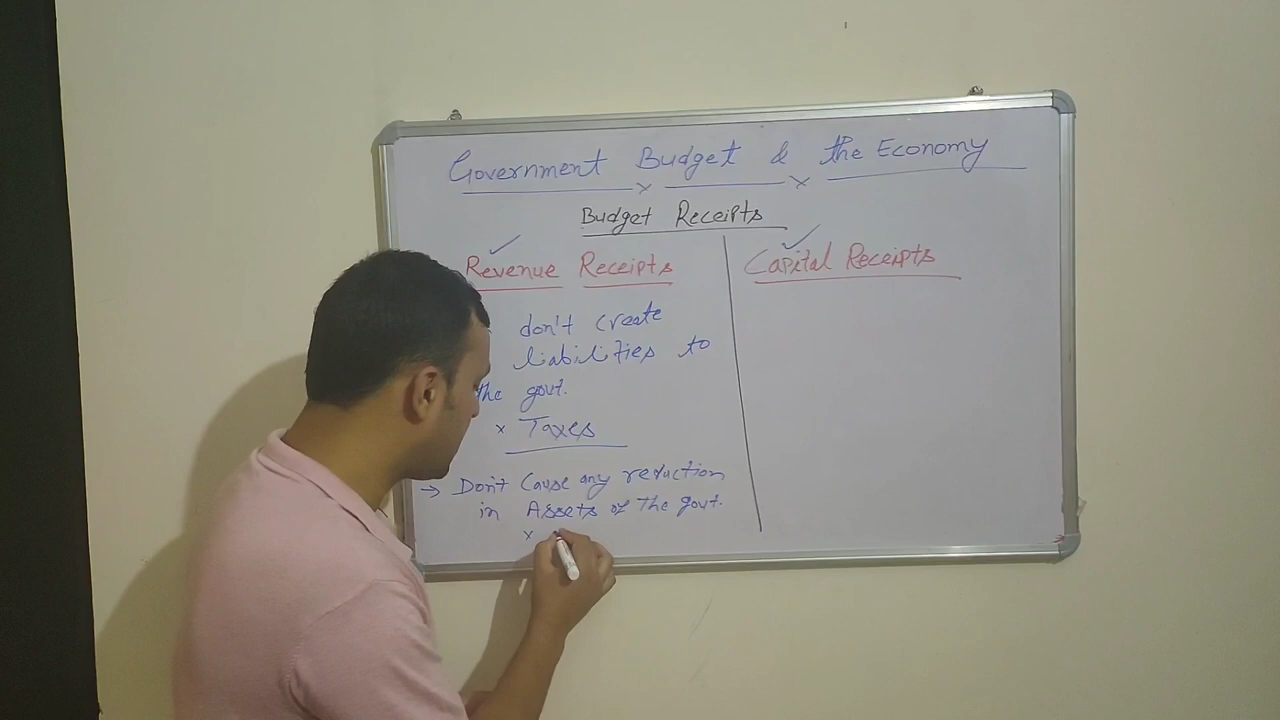 Government Budget & the Economy
Budget Receipts
Revenue Receipts
don't create
liabilities to
the govt.
x Taxes
→ Don't Cause any reduction
in Assets of the govt.
x
Capital Receipts